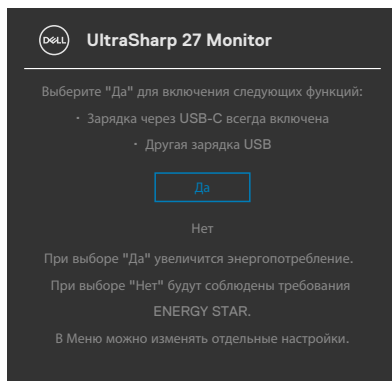 DELL UltraSharp 27 Monitor
Выберите "Да" для включения следующих функций:
· Зарядка через USB-C всегда включена
· Другая зарядка USB
Да
Нет
При выборе "Да" увеличится энергопотребление.
При выборе "Нет" будут соблюдены требования
ENERGY STAR.
В Меню можно изменять отдельные настройки.